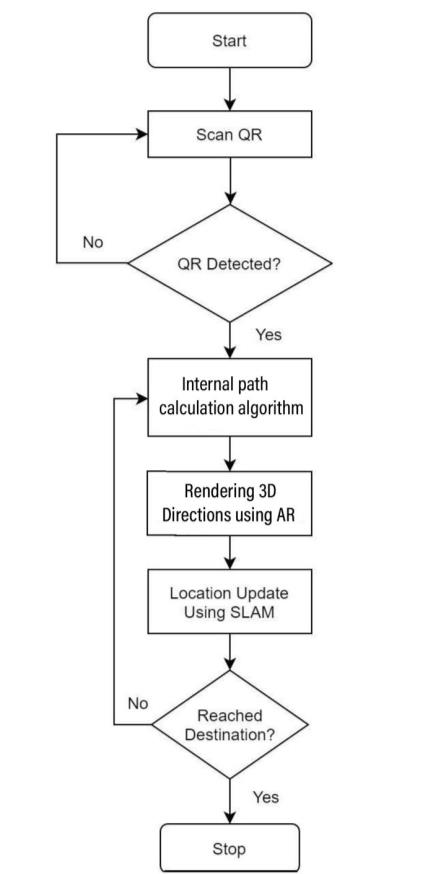 Start
Scan QR
No
QR Detected?
Yes
Internal path
calculation algorithm
Rendering 3D
Directions using AR
Location Update
Using SLAM
No
Reached
Destination?
Yes
Stop